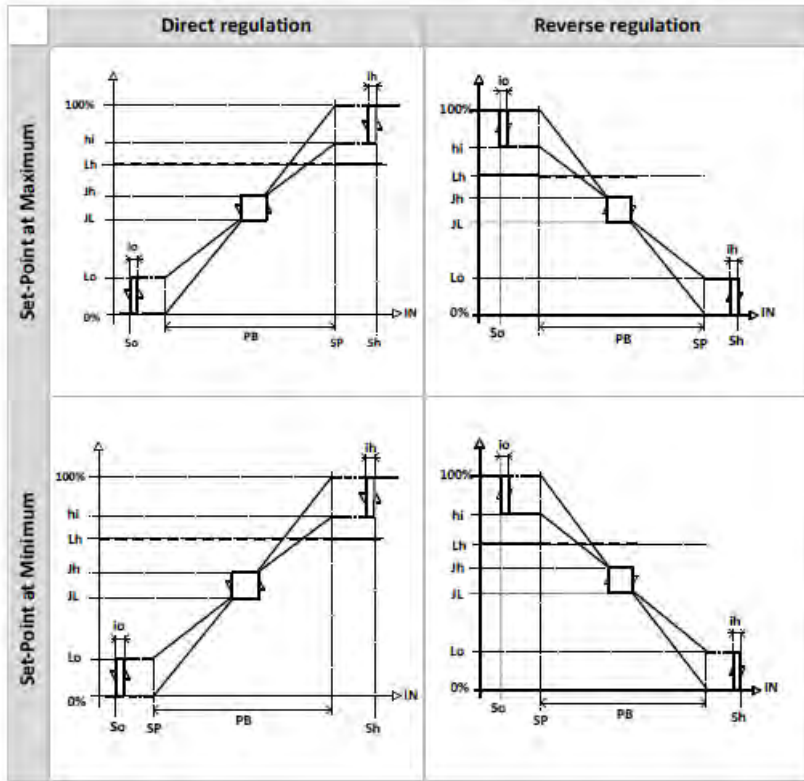 Direct regulation
Reverse regulation
Set-Point at Maximum
ih
100%
hi
Lh
Jh
JL
io
Lo
0%
IN
So
PB
SP
Sh
io
100%
hi
Lh
Jh
JL
ih
Lo
0%
IN
So
PB
SP
Sh
Set-Point at Minimum
ih
100%
hi
Lh
Jh
JL
io
Lo
0%
IN
So
SP
PB
Sh
io
100%
hi
Lh
Jh
JL
ih
Lo
0%
IN
So
SP
PB
Sh